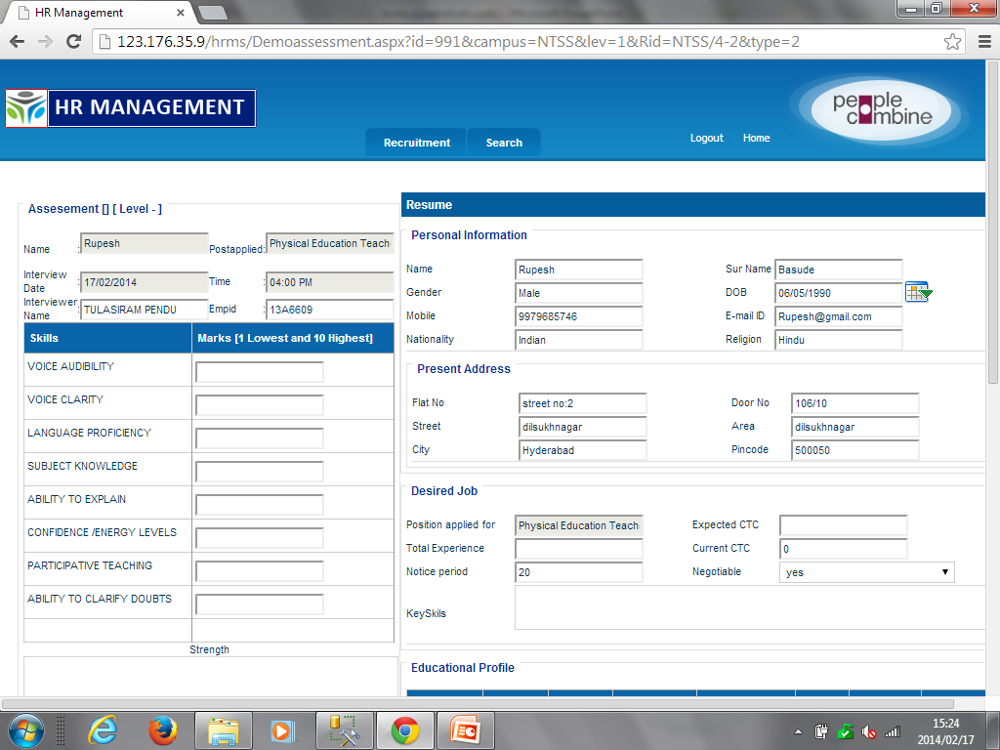 HR Management
123.176.35.9/hrms/Demoassessment.aspx?id=991&campus=NTSS&lev=1&Rid=NTSS/4-2&type=2
HR MANAGEMENT
people combine
Recruitment Search
Logout Home
Assesement [] [ Level - ]
Name : Rupesh Postapplied: Physical Education Teach
Interview Date : 17/02/2014 Time : 04:00 PM
Interviewer Name : TULASIRAM PENDU Empid : 13A6609
Skills Marks [1 Lowest and 10 Highest]
VOICE AUDIBILITY
VOICE CLARITY
LANGUAGE PROFICIENCY
SUBJECT KNOWLEDGE
ABILITY TO EXPLAIN
CONFIDENCE /ENERGY LEVELS
PARTICIPATIVE TEACHING
ABILITY TO CLARIFY DOUBTS
Strength
Resume
Personal Information
Name Rupesh Sur Name Basude
Gender Male DOB 06/05/1990
Mobile 9979685746 E-mail ID Rupesh@gmail.com
Nationality Indian Religion Hindu
Present Address
Flat No street no:2 Door No 106/10
Street dilsukhnagar Area dilsukhnagar
City Hyderabad Pincode 500050
Desired Job
Position applied for Physical Education Teach Expected CTC
Total Experience Current CTC 0
Notice period 20 Negotiable yes
KeySkils
Educational Profile
15:24
2014/02/17